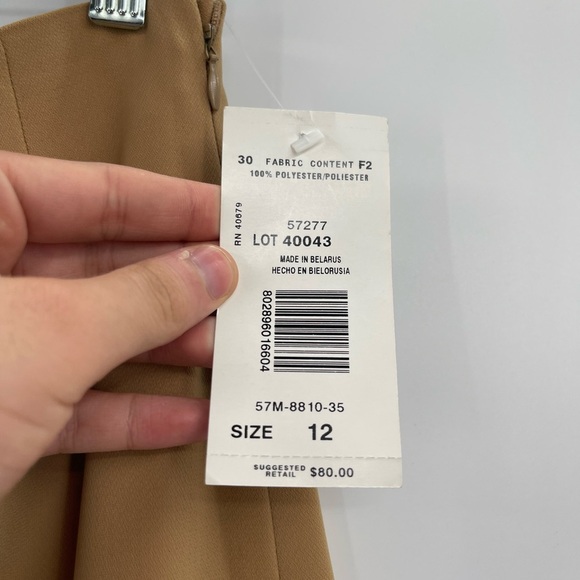 30 FABRIC CONTENT F2
100% POLYESTER/POLIESTER
RN 40679
57277
LOT 40043
MADE IN BELARUS
HECHO EN BIELORUSIA
802896016604
57M-8810-35
SIZE 12
SUGGESTED RETAIL $80.00